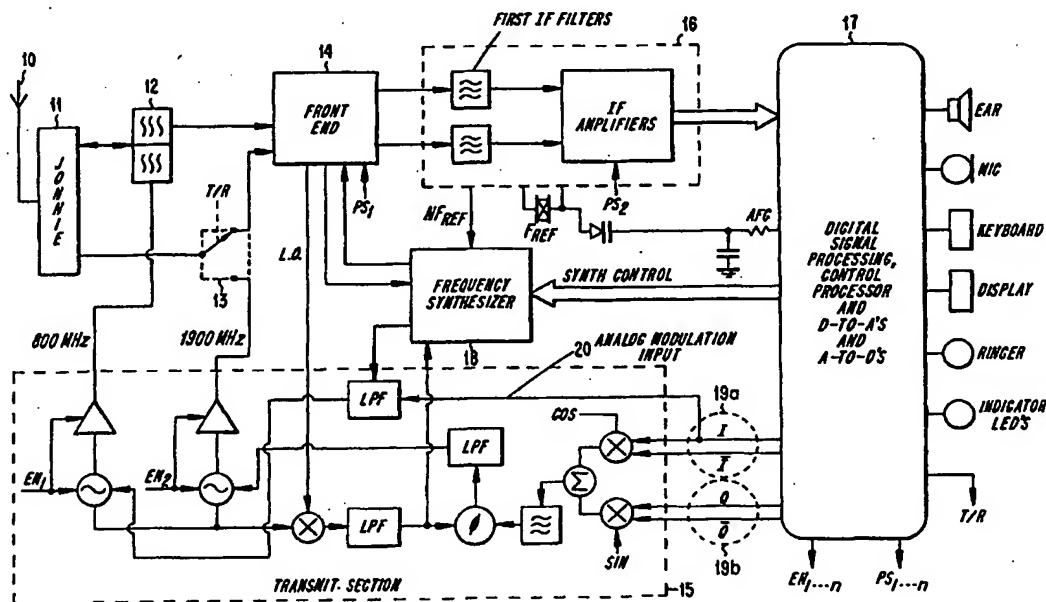 FIRST IF FILTERS
10
11
12
14
16
17
JONHIE
FRONT
END
IF
AMPLIFIERS
T/R
13
PS1
PS2
L.O.
NFREF
FREF
AFC
FREQUENCY
SYNTHESIZER
18
SYNTH CONTROL
DIGITAL
SIGNAL
PROCESSING,
CONTROL
PROCESSOR
AND
D-TO-A'S
AND
A-TO-D'S
EAR
MIC
KEYBOARD
DISPLAY
RINGER
INDICATOR
LED'S
T/R
800 MHz
1900 MHz
20
ANALOG MODULATION
INPUT
19a
I
I̅
Q
Q̅
19b
COS
SIN
Σ
LPF
LPF
LPF
ϕ
EN1
EN2
TRANSMIT. SECTION
15
EN1...n
PS1...n